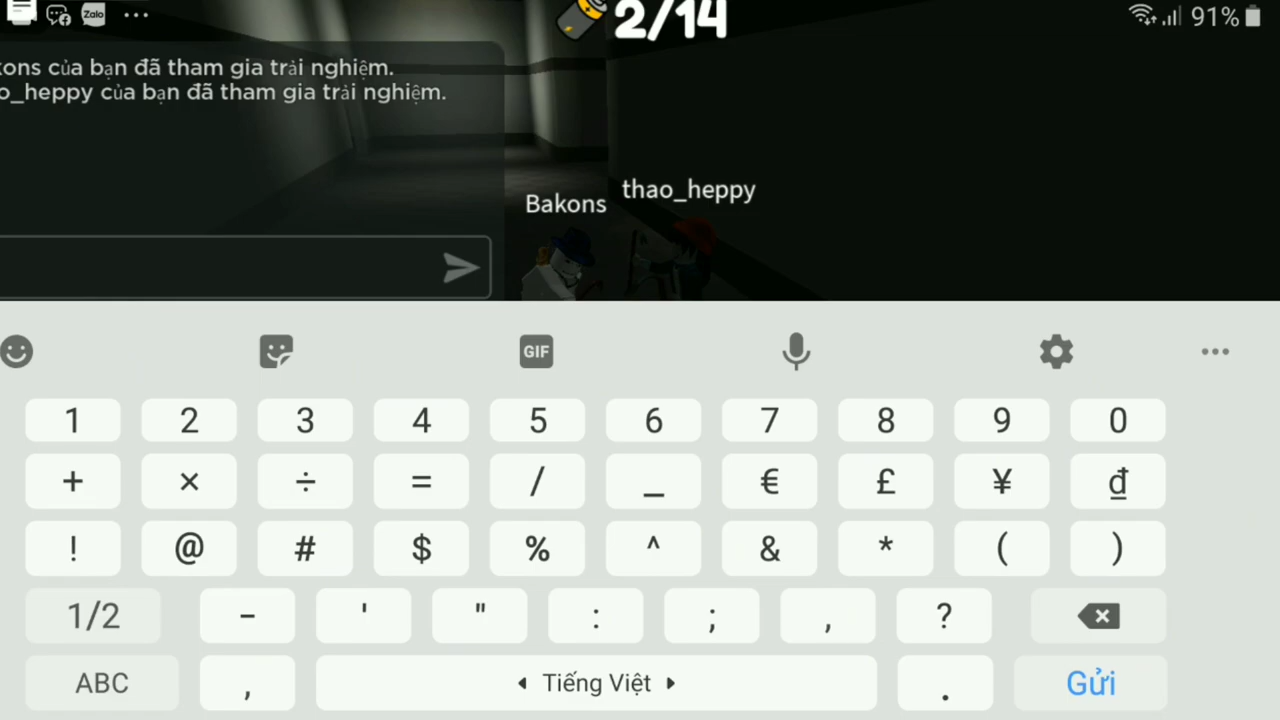 Zalo
2/14
91%
kons của bạn đã tham gia trải nghiệm.
o_heppy của bạn đã tham gia trải nghiệm.
thao_heppy
Bakons
GIF
1 2 3 4 5 6 7 8 9 0
+ × ÷ = / _ € £ ¥ đ
! @ # $ % ^ & * ( )
1/2 - ' " : ; , ?
ABC , Tiếng Việt . Gửi